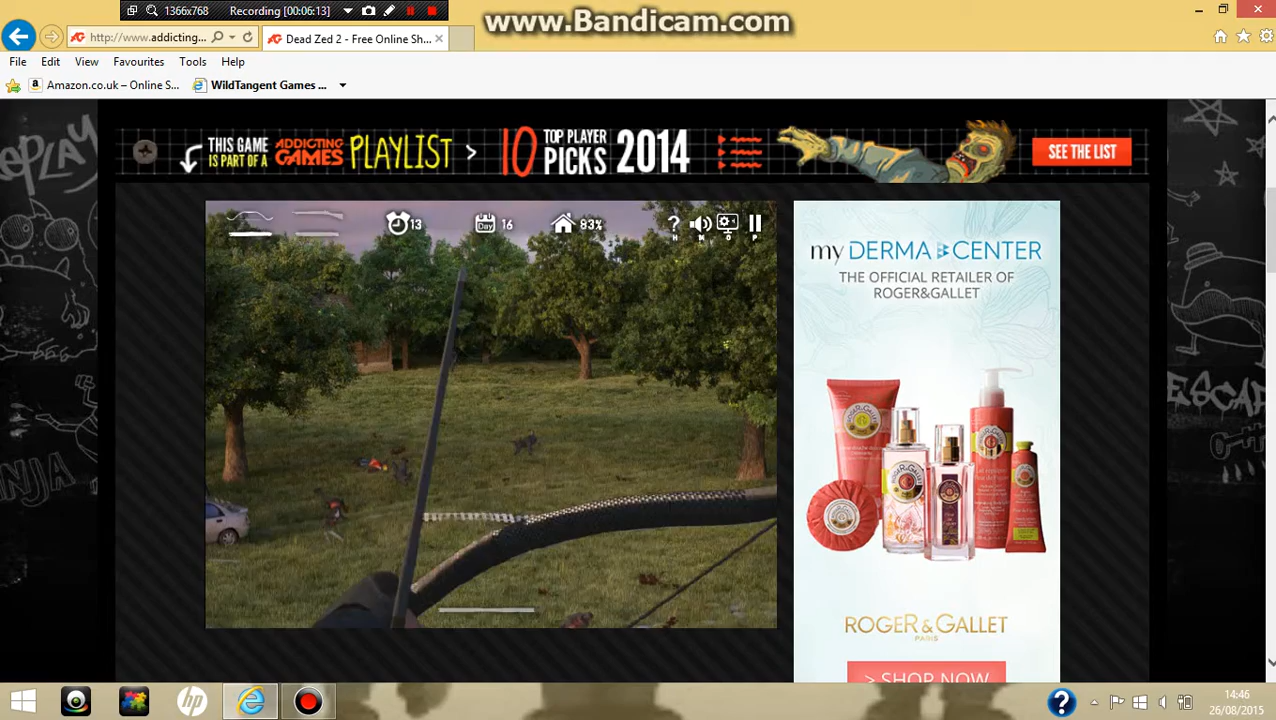 1366x768 Recording [00:06:13]
www.Bandicam.com
http://www.addicting...
Dead Zed 2 - Free Online Sh...
File Edit View Favourites Tools Help
Amazon.co.uk – Online S...
WildTangent Games ...
THIS GAME
IS PART OF A
ADDICTING
GAMES
PLAYLIST
10
TOP PLAYER
PICKS
2014
SEE THE LIST
13
Day 16
83%
?
H
M
O
P
my DERMA CENTER
THE OFFICIAL RETAILER OF
ROGER&GALLET
ROGER & GALLET
PARIS
> SHOP NOW
NINJA
ESCAP
hp
?
14:46
26/08/2015